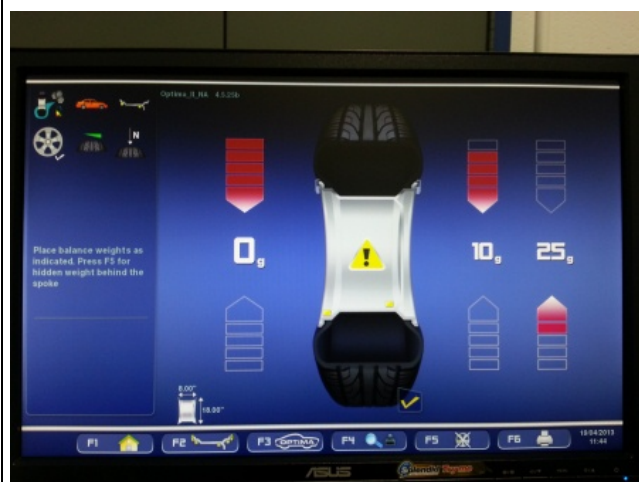 Optima_II_NA 4.5.25b
N
Place balance weights as
indicated. Press F5 for
hidden weight behind the
spoke
0g
10g
25g
8.00"
18.00"
F1
F2
F3 OPTIMA
F4
F5
F6
19/04/2013
11:44
ASUS
Splendid